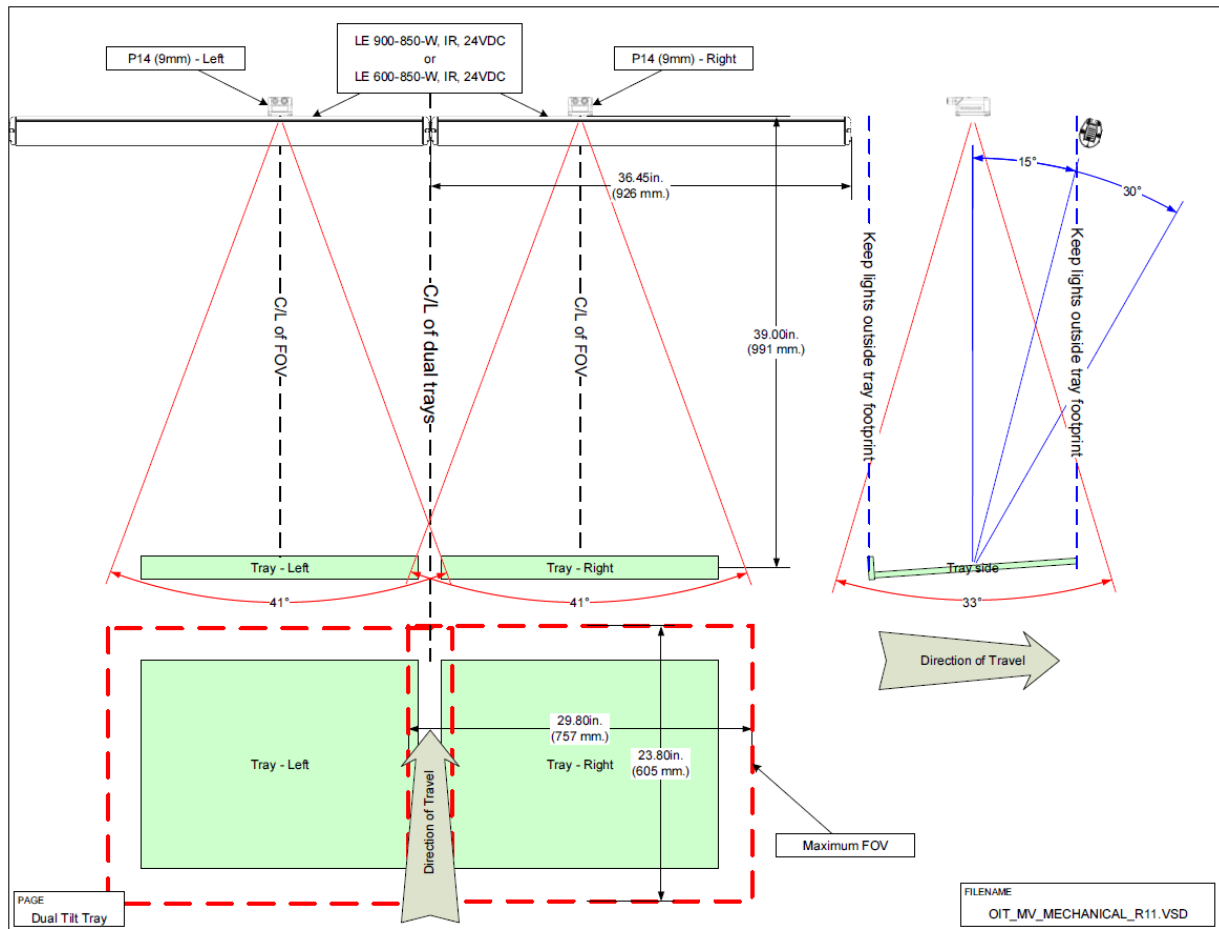 LE 900-850-W, IR, 24VDC
or
LE 600-850-W, IR, 24VDC
P14 (9mm) - Left
P14 (9mm) - Right
15°
30°
36.45in.
(926 mm.)
C/L of FOV
C/L of dual trays
C/L of FOV
39.00in.
(991 mm.)
Keep lights outside tray footprint
Keep lights outside tray footprint
Tray - Left
Tray - Right
Tray side
41°
41°
33°
Direction of Travel
29.80in.
(757 mm.)
23.80in.
(605 mm.)
Tray - Left
Tray - Right
Direction of Travel
Maximum FOV
PAGE
Dual Tilt Tray
FILENAME
OIT_MV_MECHANICAL_R11.VSD